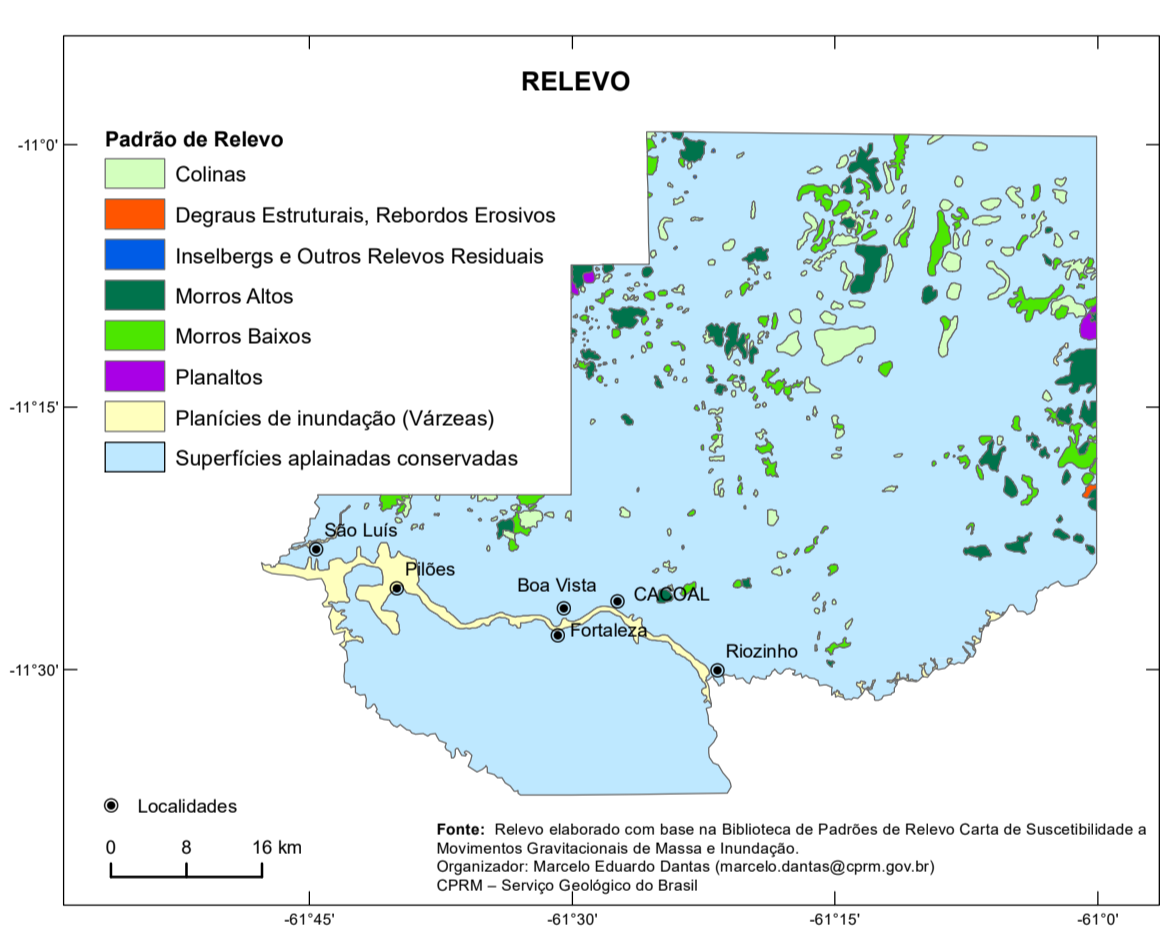 RELEVO
Padrão de Relevo
Colinas
Degraus Estruturais, Rebordos Erosivos
Inselbergs e Outros Relevos Residuais
Morros Altos
Morros Baixos
Planaltos
Planícies de inundação (Várzeas)
Superfícies aplainadas conservadas
-11°0'
-11°15'
-11°30'
São Luís
Pilões
Boa Vista
CACOAL
Fortaleza
Riozinho
Localidades
0 8 16 km
Fonte: Relevo elaborado com base na Biblioteca de Padrões de Relevo Carta de Suscetibilidade a
Movimentos Gravitacionais de Massa e Inundação.
Organizador: Marcelo Eduardo Dantas (marcelo.dantas@cprm.gov.br)
CPRM – Serviço Geológico do Brasil
-61°45' -61°30' -61°15' -61°0'